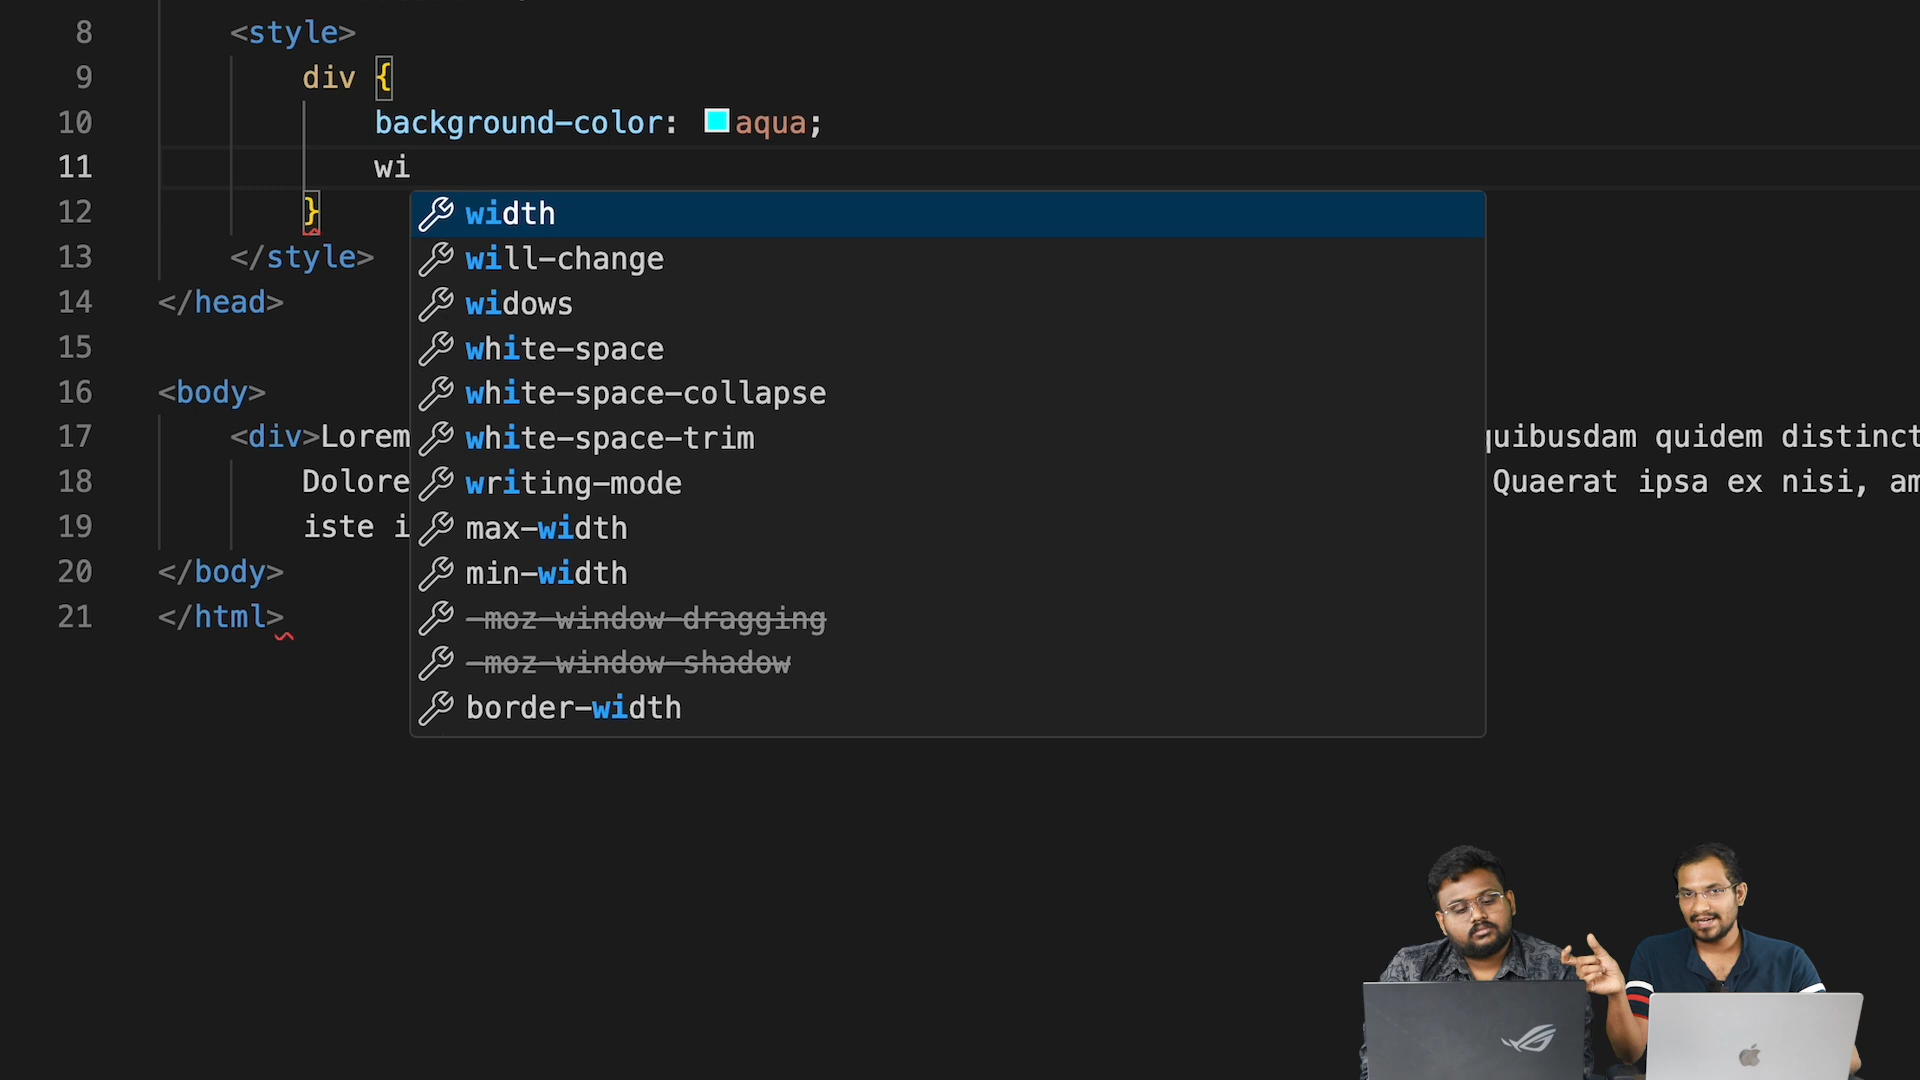 8 <style>
9 div {
10 background-color: aqua;
11 wi
12 }
13 </style>
14 </head>
15
16 <body>
17 <div>Lorem quibusdam quidem distinct
18 Dolore Quaerat ipsa ex nisi, am
19 iste i
20 </body>
21 </html>
width
will-change
widows
white-space
white-space-collapse
white-space-trim
writing-mode
max-width
min-width
-moz-window-dragging
-moz-window-shadow
border-width